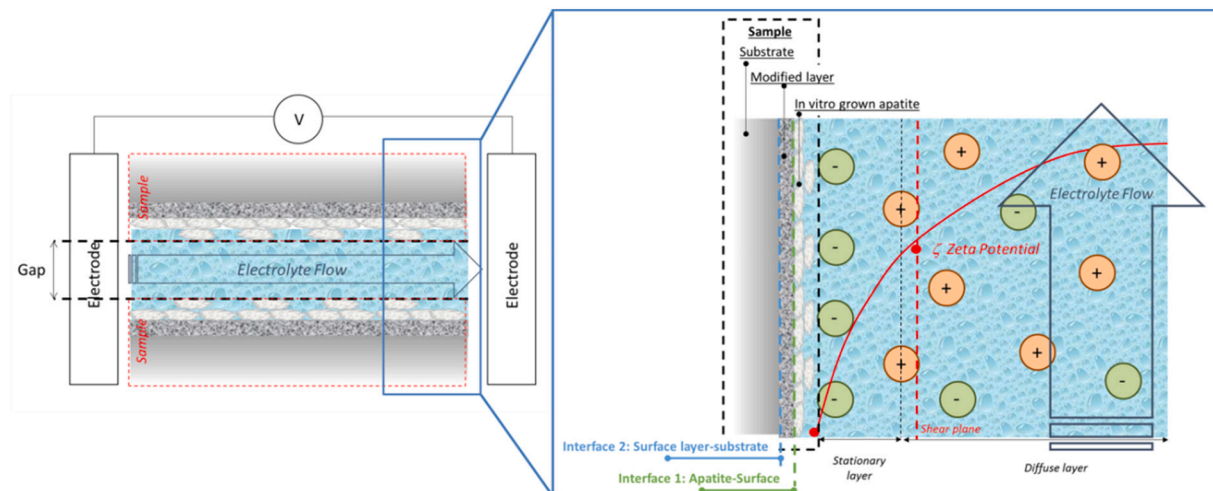 V
Sample
Gap
Electrode
Electrolyte Flow
Electrode
Sample
Sample
Substrate
Modified layer
In vitro grown apatite
-
+
+
+
Electrolyte Flow
-
-
ζ Zeta Potential
+
+
-
+
+
-
-
-
Shear plane
Interface 2: Surface layer-substrate
Stationary
layer
Diffuse layer
Interface 1: Apatite-Surface